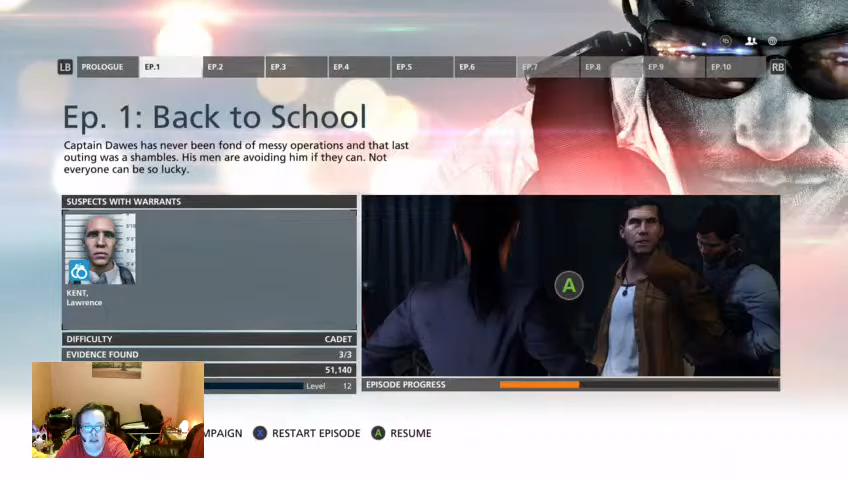 LB PROLOGUE EP.1 EP.2 EP.3 EP.4 EP.5 EP.6 EP.7 EP.8 EP.9 EP.10 RB
Ep. 1: Back to School
Captain Dawes has never been fond of messy operations and that last
outing was a shambles. His men are avoiding him if they can. Not
everyone can be so lucky.
SUSPECTS WITH WARRANTS
KENT,
Lawrence
A
DIFFICULTY CADET
EVIDENCE FOUND 3/3
51,140
Level 12
EPISODE PROGRESS
MPAIGN X RESTART EPISODE A RESUME